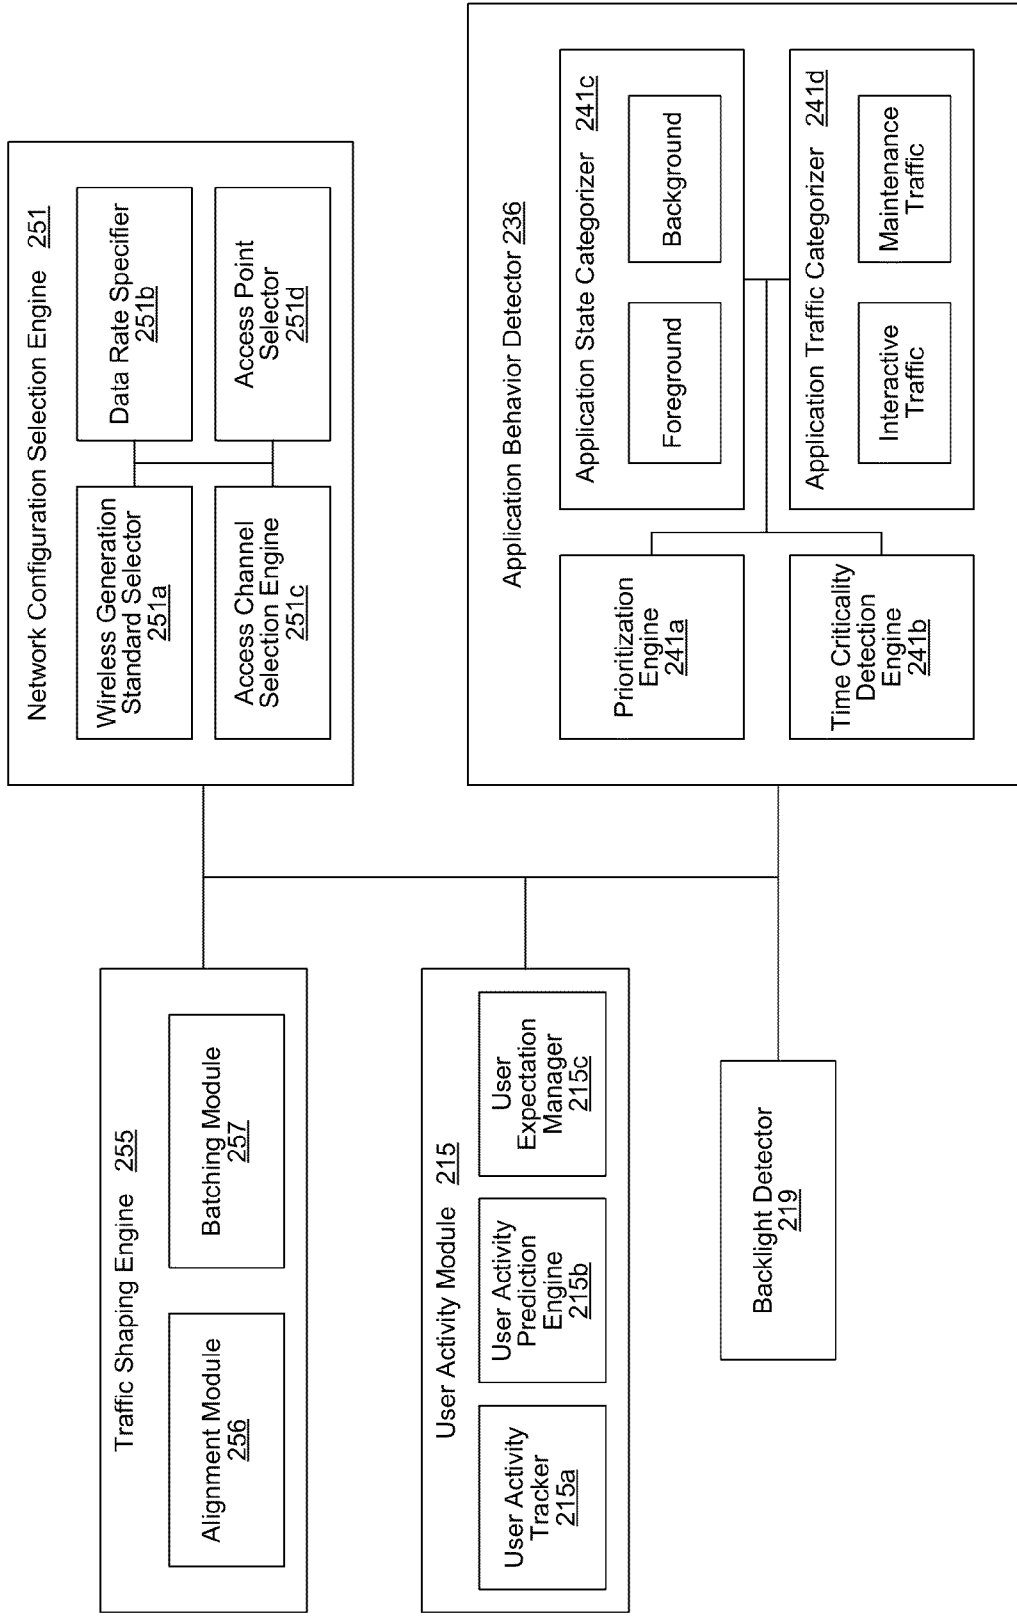 Traffic Shaping Engine 255
Alignment Module
256
Batching Module
257
Network Configuration Selection Engine 251
Wireless Generation
Standard Selector
251a
Data Rate Specifier
251b
Access Channel
Selection Engine
251c
Access Point
Selector
251d
User Activity Module 215
User Activity
Tracker
215a
User Activity
Prediction
Engine
215b
User
Expectation
Manager
215c
Backlight Detector
219
Application Behavior Detector 236
Prioritization
Engine
241a
Time Criticality
Detection
Engine
241b
Application State Categorizer 241c
Foreground
Background
Application Traffic Categorizer 241d
Interactive
Traffic
Maintenance
Traffic